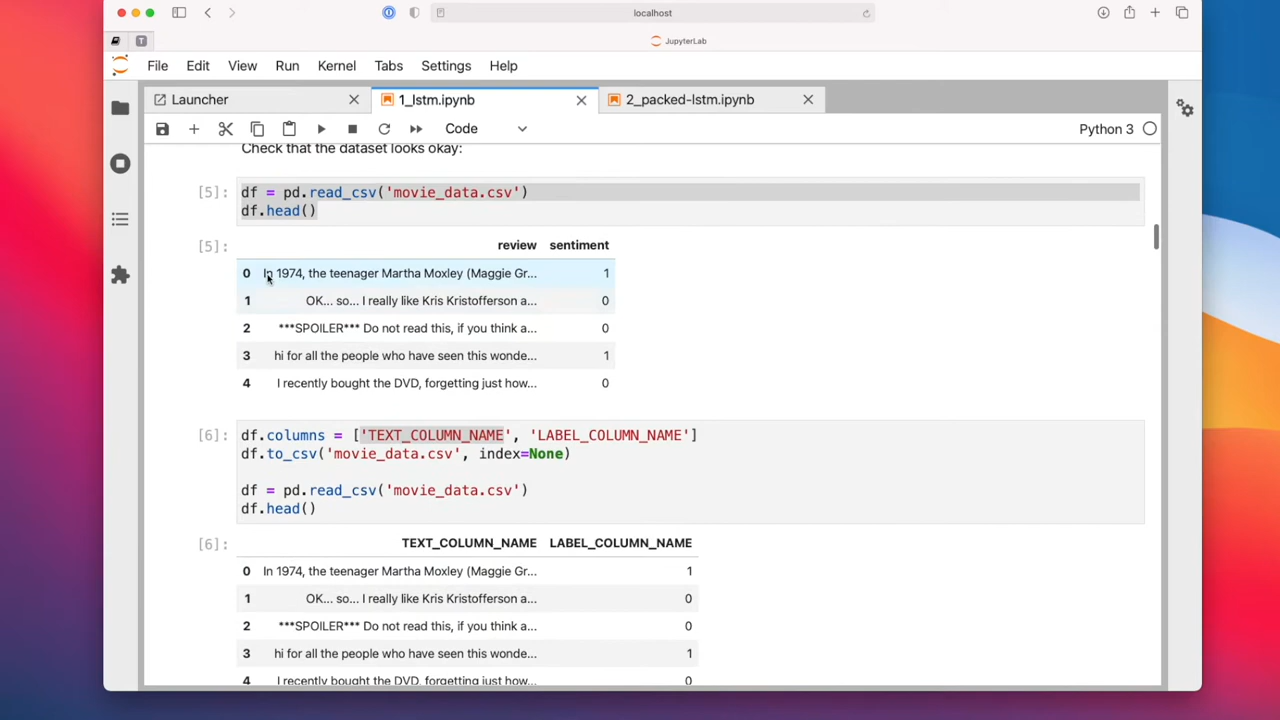 localhost
T
JupyterLab
File Edit View Run Kernel Tabs Settings Help
Launcher 1_lstm.ipynb 2_packed-lstm.ipynb
Code Python 3
Check that the dataset looks okay:
[5]: df = pd.read_csv('movie_data.csv')
df.head()
[5]: review sentiment
0 In 1974, the teenager Martha Moxley (Maggie Gr... 1
1 OK... so... I really like Kris Kristofferson a... 0
2 ***SPOILER*** Do not read this, if you think a... 0
3 hi for all the people who have seen this wonde... 1
4 I recently bought the DVD, forgetting just how... 0
[6]: df.columns = ['TEXT_COLUMN_NAME', 'LABEL_COLUMN_NAME']
df.to_csv('movie_data.csv', index=None)
df = pd.read_csv('movie_data.csv')
df.head()
[6]: TEXT_COLUMN_NAME LABEL_COLUMN_NAME
0 In 1974, the teenager Martha Moxley (Maggie Gr... 1
1 OK... so... I really like Kris Kristofferson a... 0
2 ***SPOILER*** Do not read this, if you think a... 0
3 hi for all the people who have seen this wonde... 1
4 I recently bought the DVD, forgetting just how... 0